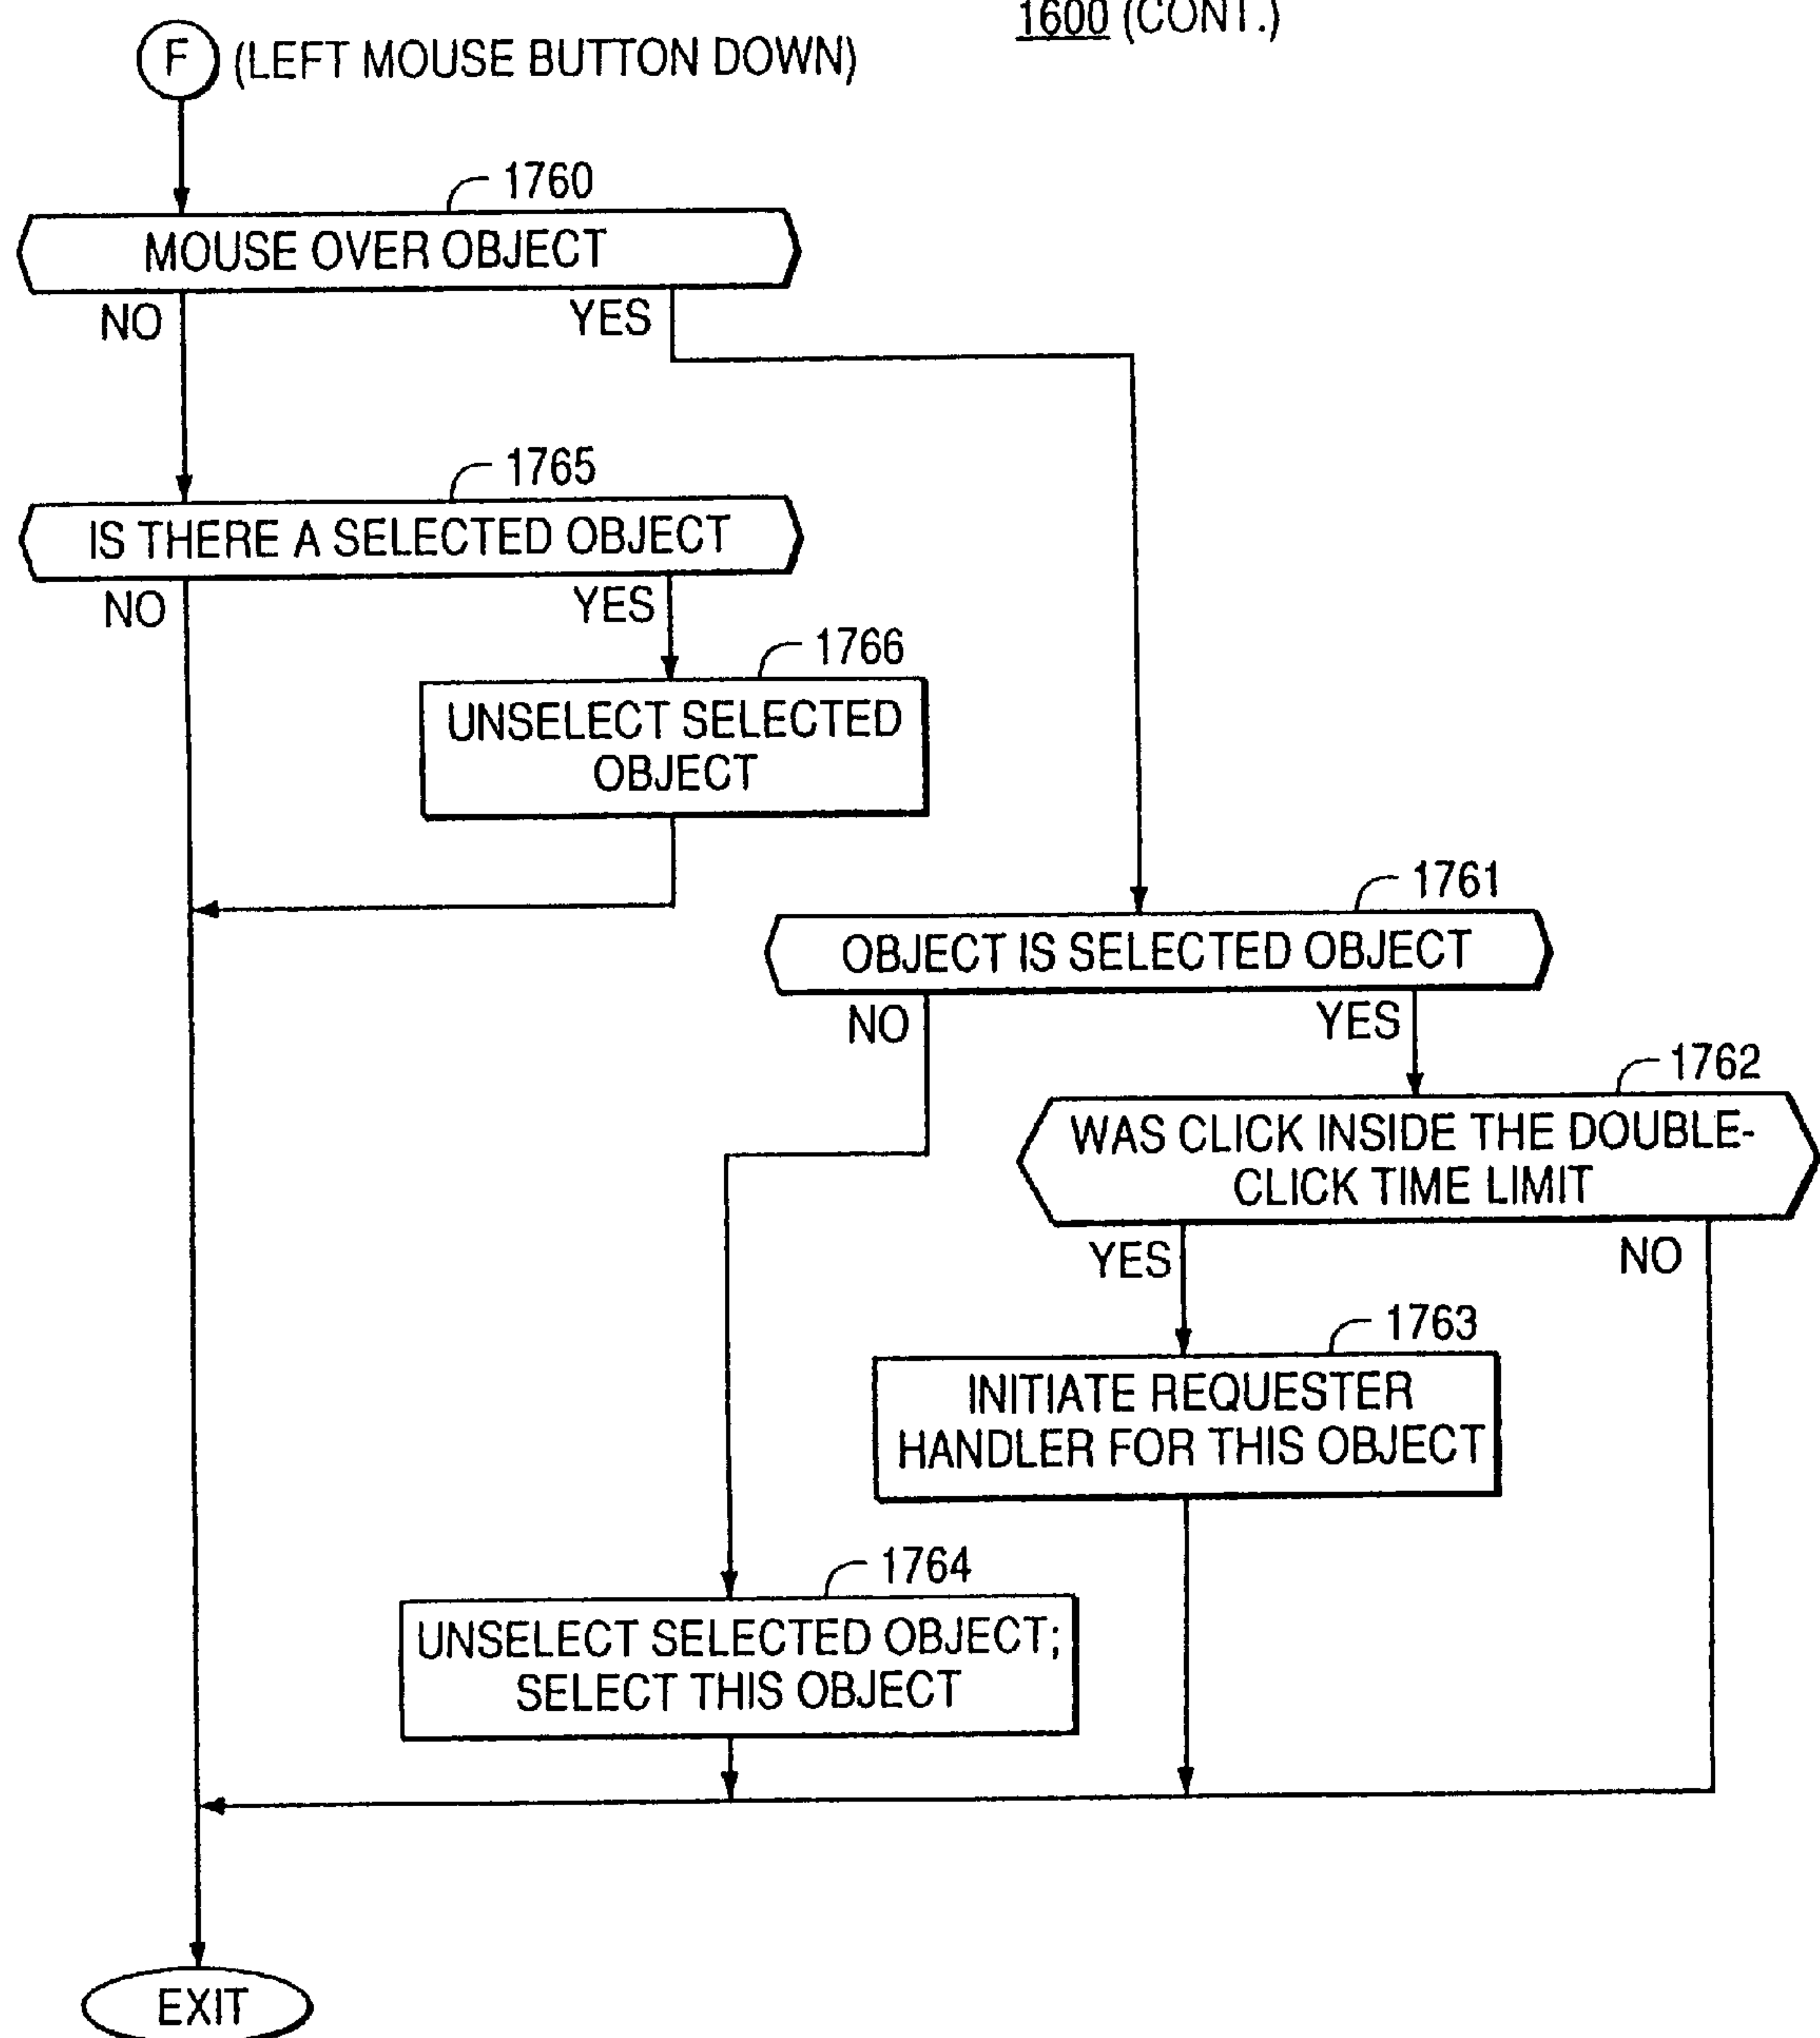 1600 (CONT.)
F (LEFT MOUSE BUTTON DOWN)
1760
MOUSE OVER OBJECT
NO
YES
1765
IS THERE A SELECTED OBJECT
NO
YES
1766
UNSELECT SELECTED
OBJECT
1761
OBJECT IS SELECTED OBJECT
NO
YES
1762
WAS CLICK INSIDE THE DOUBLE-
CLICK TIME LIMIT
YES
NO
1763
INITIATE REQUESTER
HANDLER FOR THIS OBJECT
1764
UNSELECT SELECTED OBJECT;
SELECT THIS OBJECT
EXIT